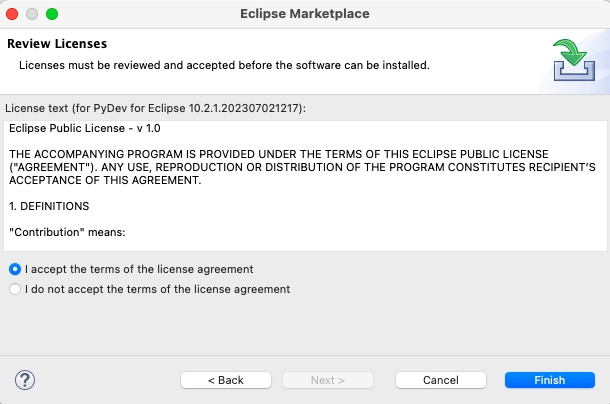 Eclipse Marketplace
Review Licenses
Licenses must be reviewed and accepted before the software can be installed.
License text (for PyDev for Eclipse 10.2.1.202307021217):
Eclipse Public License - v 1.0
THE ACCOMPANYING PROGRAM IS PROVIDED UNDER THE TERMS OF THIS ECLIPSE PUBLIC LICENSE
("AGREEMENT"). ANY USE, REPRODUCTION OR DISTRIBUTION OF THE PROGRAM CONSTITUTES RECIPIENT'S
ACCEPTANCE OF THIS AGREEMENT.
1. DEFINITIONS
"Contribution" means:
I accept the terms of the license agreement
I do not accept the terms of the license agreement
?
< Back
Next >
Cancel
Finish